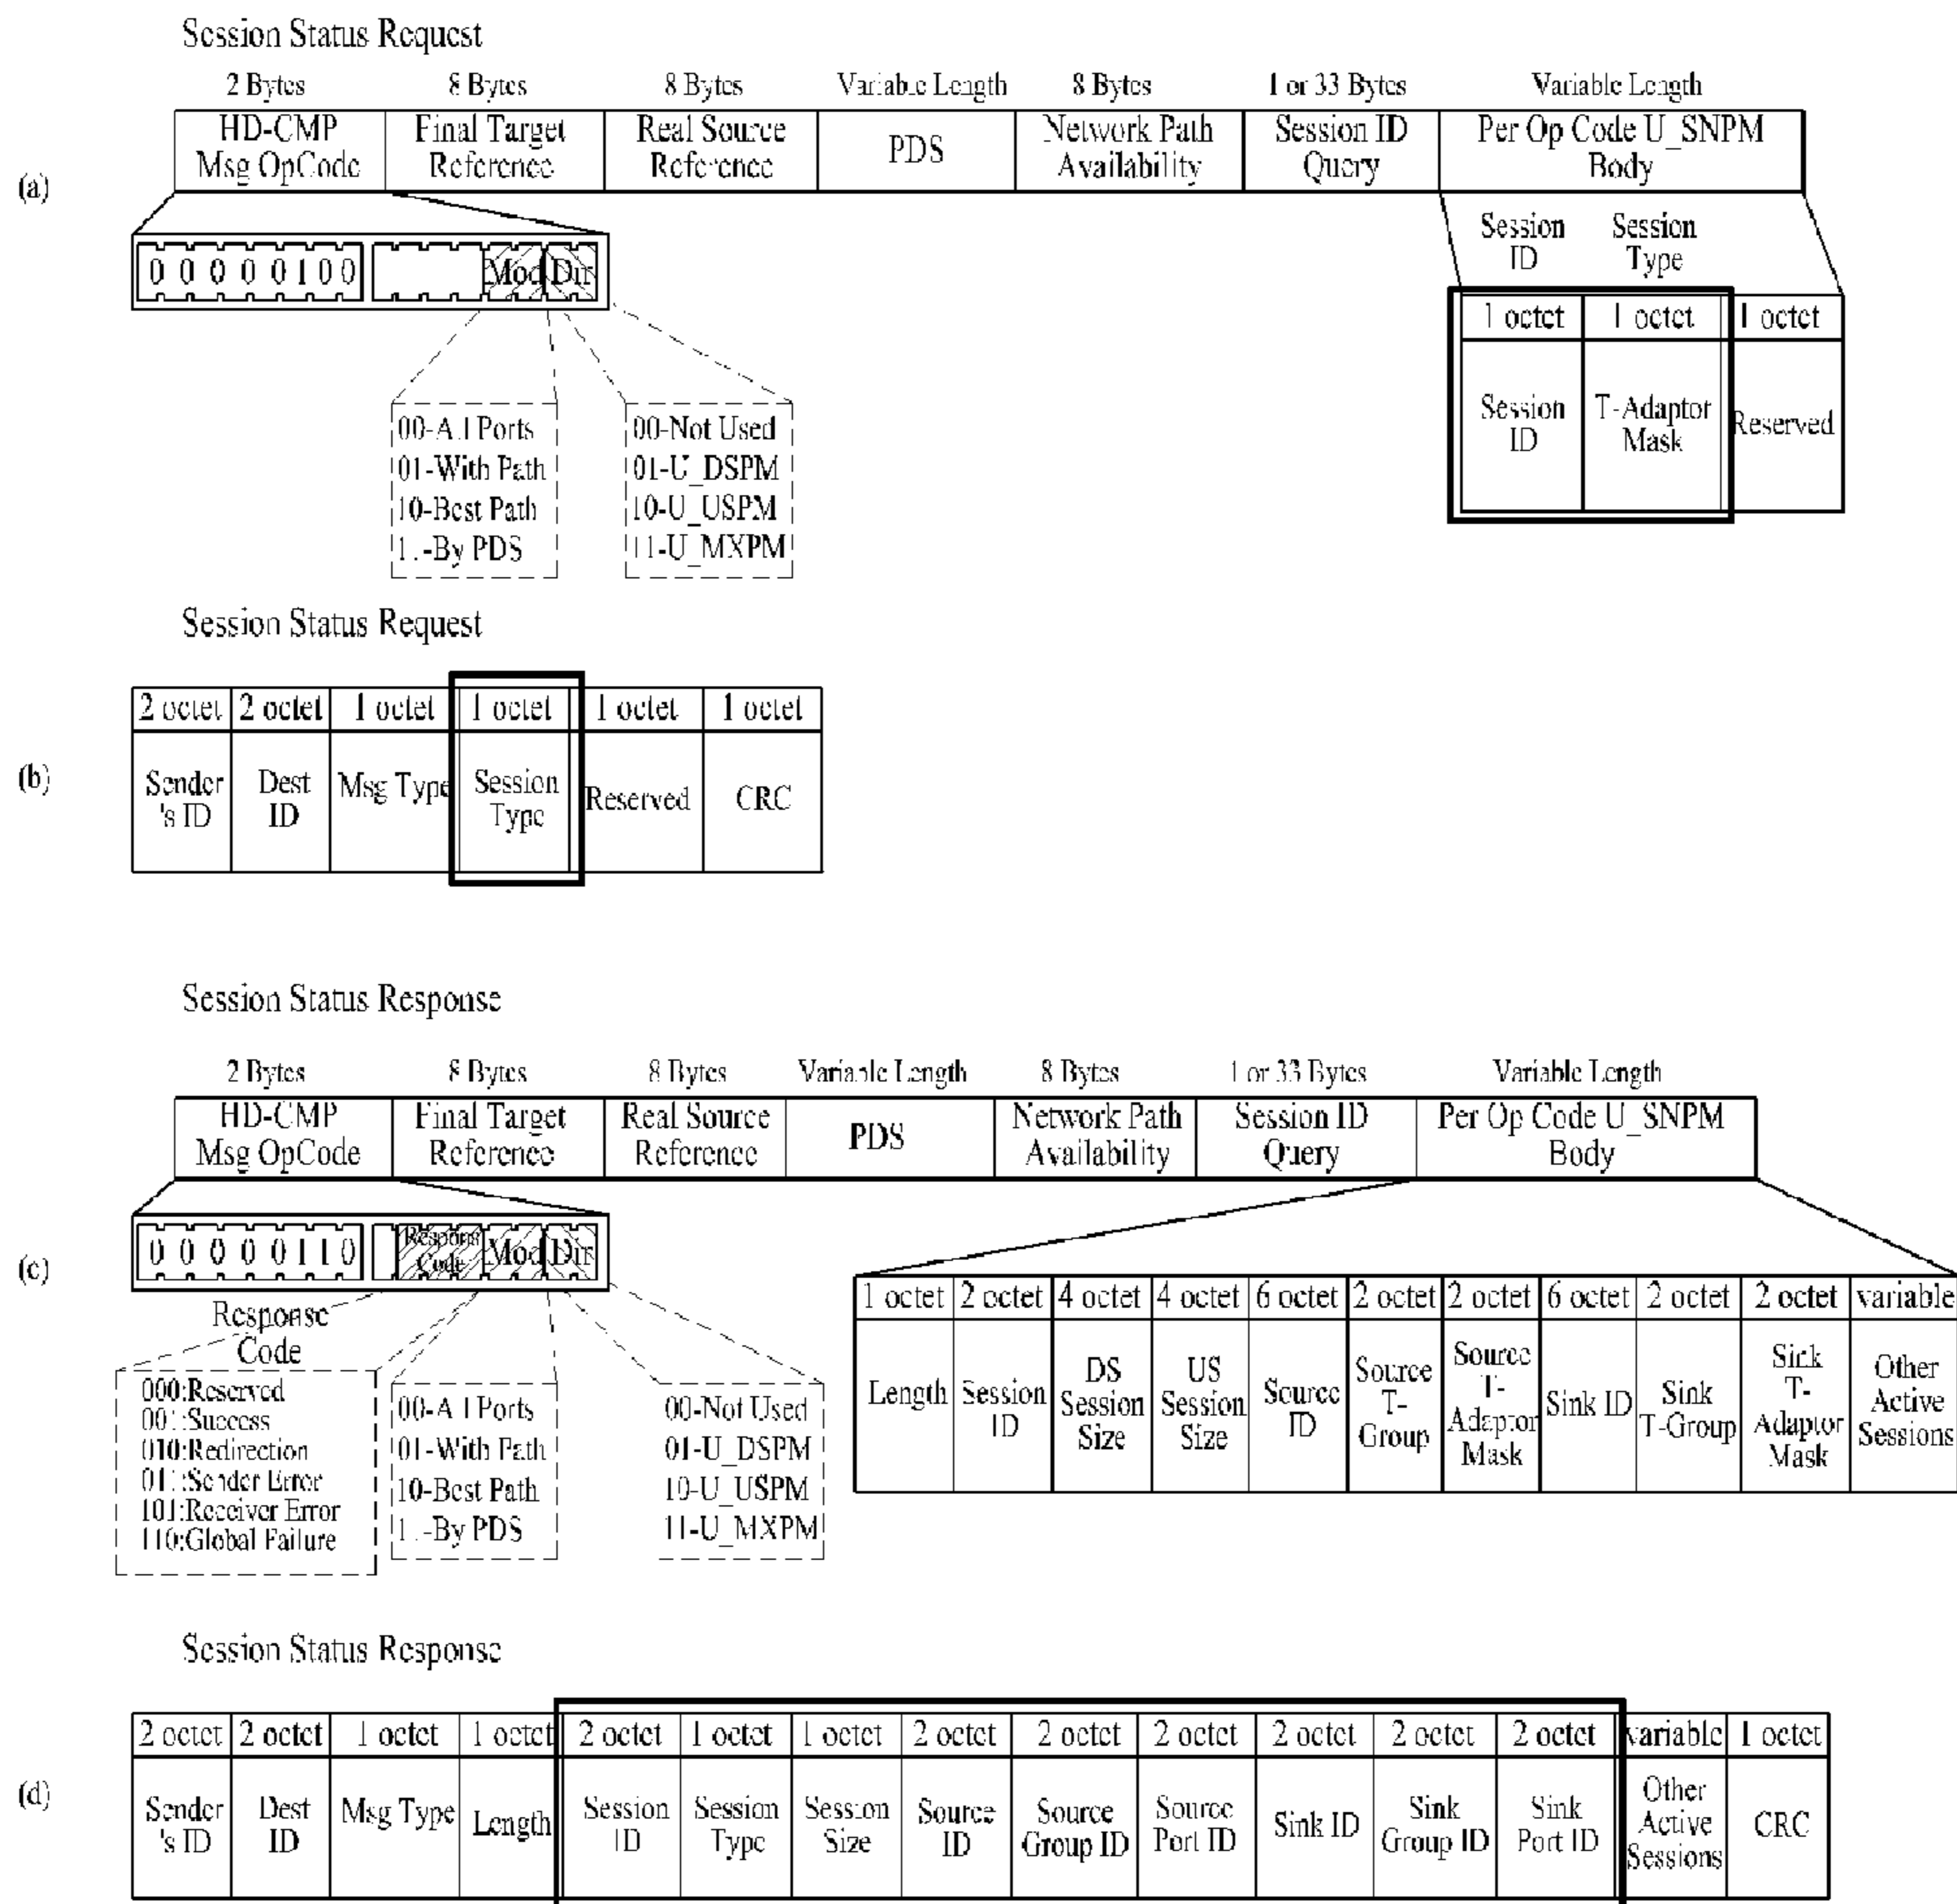 Session Status Request
2 Bytes 8 Bytes 8 Bytes Variable Length 8 Bytes 1 or 33 Bytes Variable Length
HD-CMP Msg OpCode
Final Target Reference
Real Source Reference
PDS
Network Path Availability
Session ID Query
Per Op Code U_SNPM Body
(a)
0 0 0 0 0 1 0 0
Mod Dir
Session ID
Session Type
1 octet 1 octet 1 octet
Session ID
T-Adaptor Mask
Reserved
00-All Ports
01-With Path
10-Best Path
11-By PDS
00-Not Used
01-U_DSPM
10-U_USPM
11-U_MXPM
Session Status Request
(b)
2 octet 2 octet 1 octet 1 octet 1 octet 1 octet
Sender 's ID
Dest ID
Msg Type
Session Type
Reserved
CRC
Session Status Response
2 Bytes 8 Bytes 8 Bytes Variable Length 8 Bytes 1 or 33 Bytes Variable Length
HD-CMP Msg OpCode
Final Target Reference
Real Source Reference
PDS
Network Path Availability
Session ID Query
Per Op Code U_SNPM Body
(c)
0 0 0 0 0 1 1 0
Respons Code
Mod Dir
Response Code
000:Reserved
001:Success
010:Redirection
011:Sender Error
101:Receiver Error
110:Global Failure
00-All Ports
01-With Path
10-Best Path
11-By PDS
00-Not Used
01-U_DSPM
10-U_USPM
11-U_MXPM
1 octet 2 octet 4 octet 4 octet 6 octet 2 octet 2 octet 6 octet 2 octet 2 octet variable
Length
Session ID
DS Session Size
US Session Size
Source ID
Source T-Group
Source T-Adaptor Mask
Sink ID
Sink T-Group
Sink T-Adaptor Mask
Other Active Sessions
Session Status Response
(d)
2 octet 2 octet 1 octet 1 octet 2 octet 1 octet 1 octet 2 octet 2 octet 2 octet 2 octet 2 octet 2 octet variable 1 octet
Sender 's ID
Dest ID
Msg Type
Length
Session ID
Session Type
Session Size
Source ID
Source Group ID
Source Port ID
Sink ID
Sink Group ID
Sink Port ID
Other Active Sessions
CRC